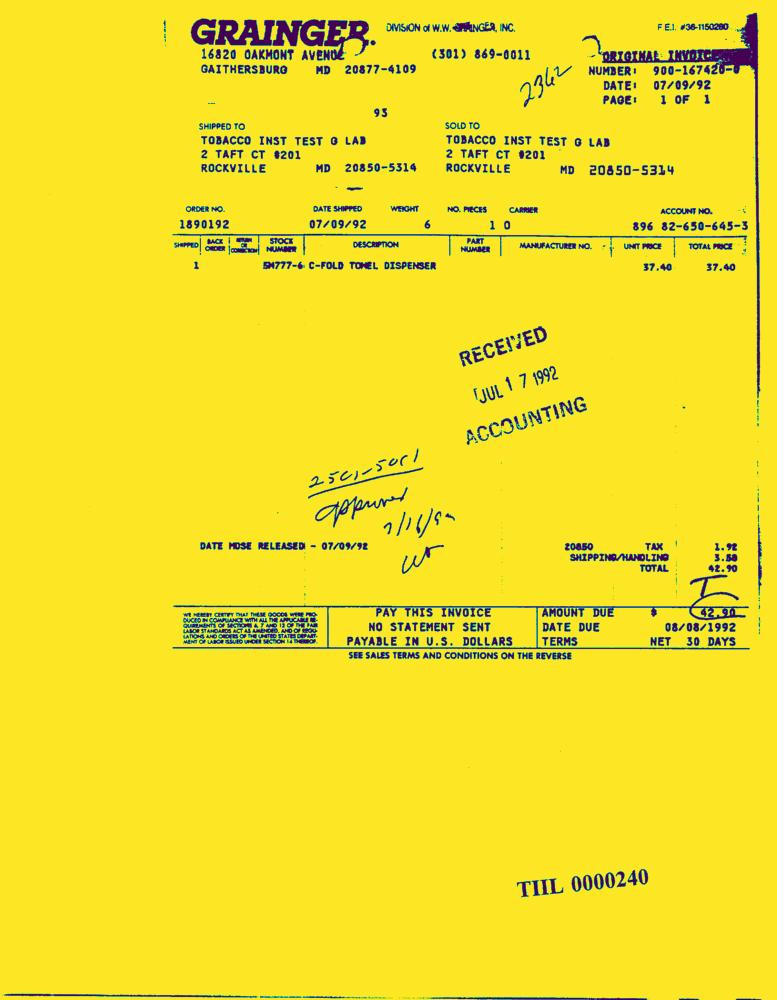 GRAINGER. DIVISION of W.W. GRAINGER, INC. F.E.I. #36-1150280
16820 OAKMONT AVENUE (301) 869-0011 ORIGINAL INVOICE
GAITHERSBURG MD 20877-4109 NUMBER: 900-167420-0
2362 DATE: 07/09/92
PAGE: 1 OF 1
93
SHIPPED TO SOLD TO
TOBACCO INST TEST G LAB TOBACCO INST TEST G LAB
2 TAFT CT #201 2 TAFT CT #201
ROCKVILLE MD 20850-5314 ROCKVILLE MD 20850-5314
ORDER NO. DATE SHIPPED WEIGHT NO. PIECES CARRIER ACCOUNT NO.
1890192 07/09/92 6 1 0 896 82-650-645-3
SHIPPED BACK ORDER RETURN OR CORRECTION STOCK NUMBER DESCRIPTION PART NUMBER MANUFACTURER NO. UNIT PRICE TOTAL PRICE
1 5M777-6 C-FOLD TOWEL DISPENSER 37.40 37.40
RECEIVED
JUL 17 1992
ACCOUNTING
2501-5001
approved
7/16/92
DATE MDSE RELEASED - 07/09/92 20850 TAX 1.92
SHIPPING/HANDLING 3.58
TOTAL 42.90
WE HEREBY CERTIFY THAT THESE GOODS WERE PRO-
DUCED IN COMPLIANCE WITH ALL THE APPLICABLE RE-
QUIREMENTS OF SECTIONS 6, 7 AND 12 OF THE FAIR
LABOR STANDARDS ACT AS AMENDED, AND OF REGU-
LATIONS AND ORDERS OF THE UNITED STATES DEPART-
MENT OF LABOR ISSUED UNDER SECTION 14 THEREOF.
PAY THIS INVOICE AMOUNT DUE $ 42.90
NO STATEMENT SENT DATE DUE 08/08/1992
PAYABLE IN U.S. DOLLARS TERMS NET 30 DAYS
SEE SALES TERMS AND CONDITIONS ON THE REVERSE
TIIL 0000240